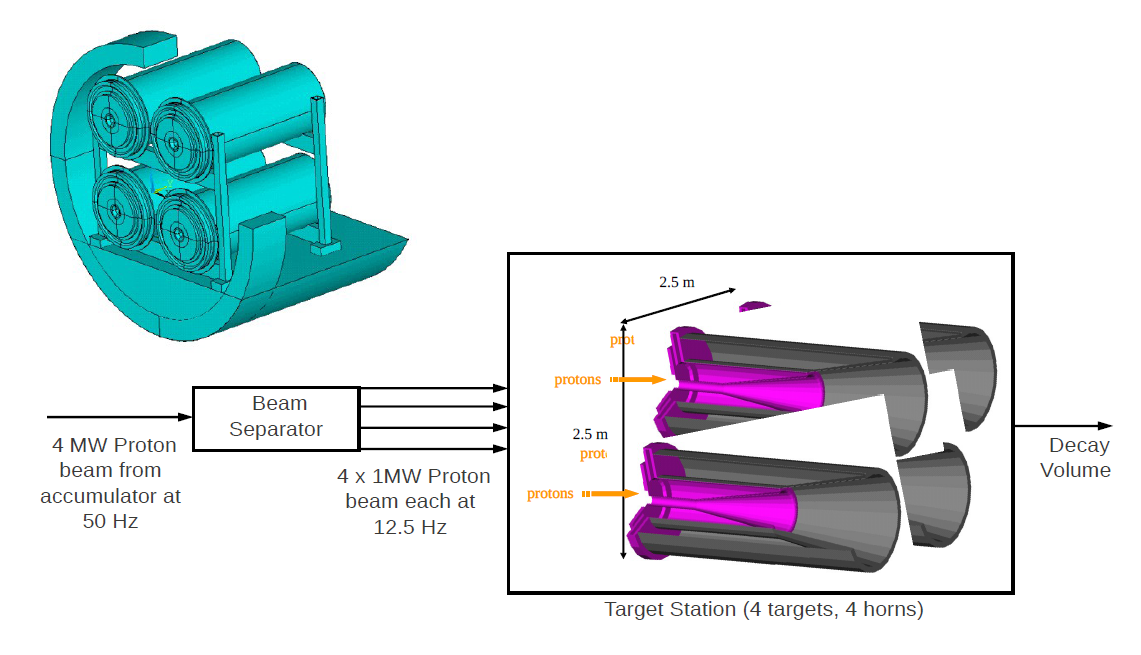 2.5 m
prot
protons
2.5 m
prot
protons
Beam
Separator
4 MW Proton
beam from
accumulator at
50 Hz
4 x 1MW Proton
beam each at
12.5 Hz
Decay
Volume
Target Station (4 targets, 4 horns)